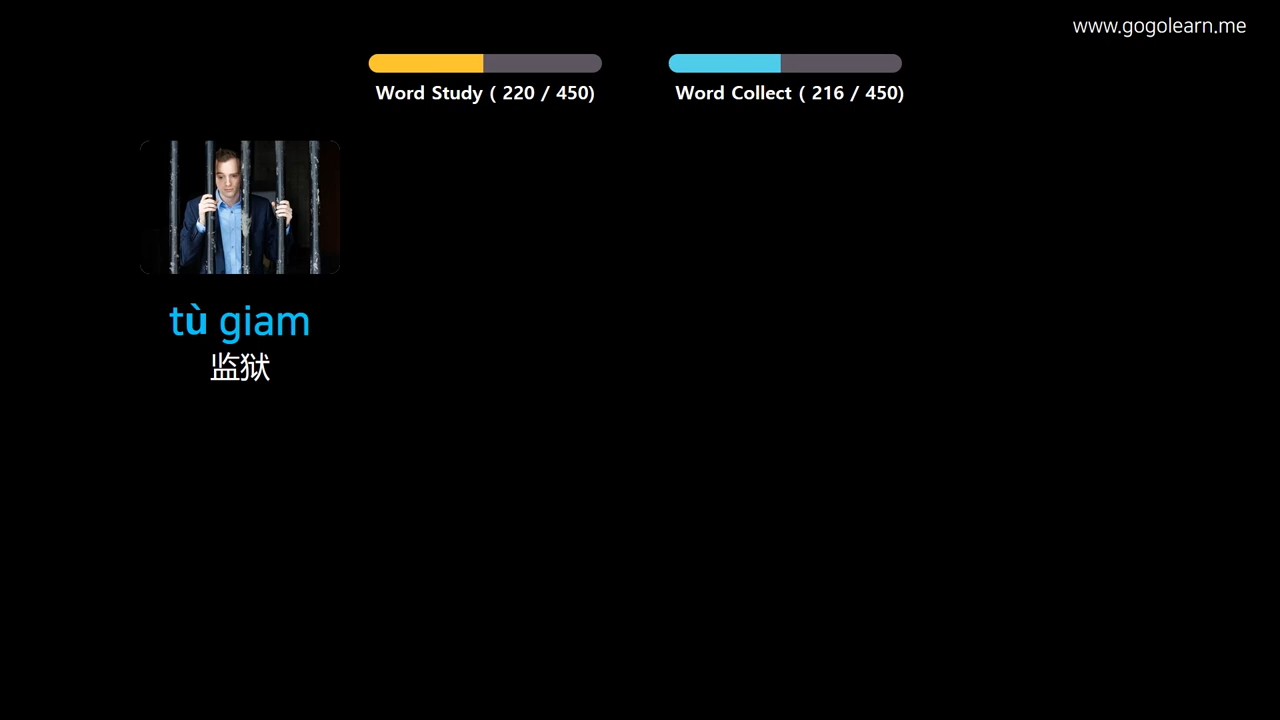 www.gogolearn.me
Word Study ( 220 / 450)
Word Collect ( 216 / 450)
tù giam
监狱